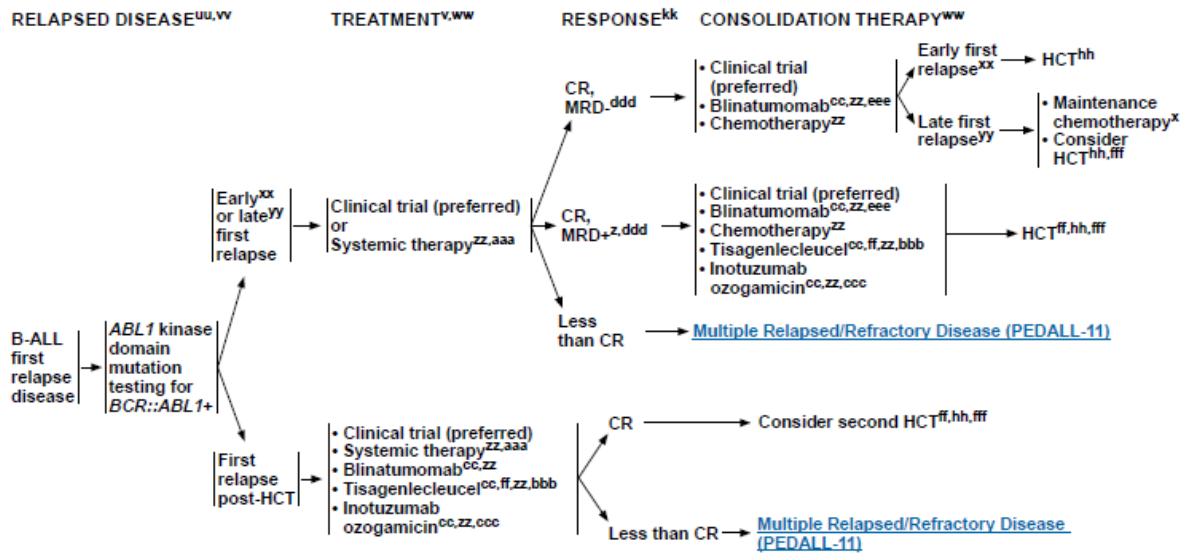 RELAPSED DISEASEuu,vv
TREATMENTv,ww
RESPONSEkk
CONSOLIDATION THERAPYww
B-ALL
first
relapse
disease
ABL1 kinase
domain
mutation
testing for
BCR::ABL1+
Earlyxx
or lateyy
first
relapse
Clinical trial (preferred)
or
Systemic therapyzz,aaa
CR,
MRD-ddd
• Clinical trial
(preferred)
• Blinatumomabcc,zz,eee
• Chemotherapyzz
Early first
relapsexx
HCThh
Late first
relapseyy
• Maintenance
chemotherapyx
• Consider
HCThh,fff
CR,
MRD+z,ddd
• Clinical trial (preferred)
• Blinatumomabcc,zz,eee
• Chemotherapyzz
• Tisagenlecleucelcc,ff,zz,bbb
• Inotuzumab
ozogamicincc,zz,ccc
HCTff,hh,fff
Less
than CR
Multiple Relapsed/Refractory Disease (PEDALL-11)
First
relapse
post-HCT
• Clinical trial (preferred)
• Systemic therapyzz,aaa
• Blinatumomabcc,zz
• Tisagenlecleucelcc,ff,zz,bbb
• Inotuzumab
ozogamicincc,zz,ccc
CR
Consider second HCTff,hh,fff
Less than CR
Multiple Relapsed/Refractory Disease
(PEDALL-11)